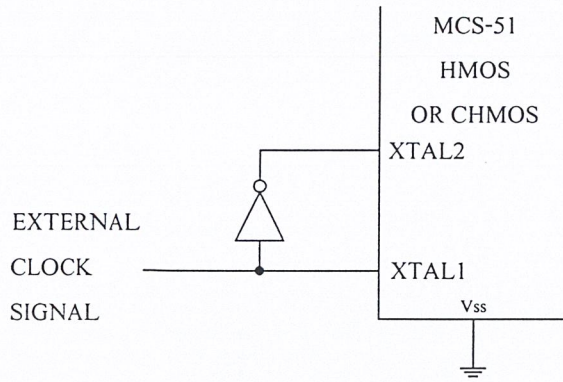 MCS-51
HMOS
OR CHMOS
XTAL2
EXTERNAL
CLOCK
SIGNAL
XTAL1
Vss